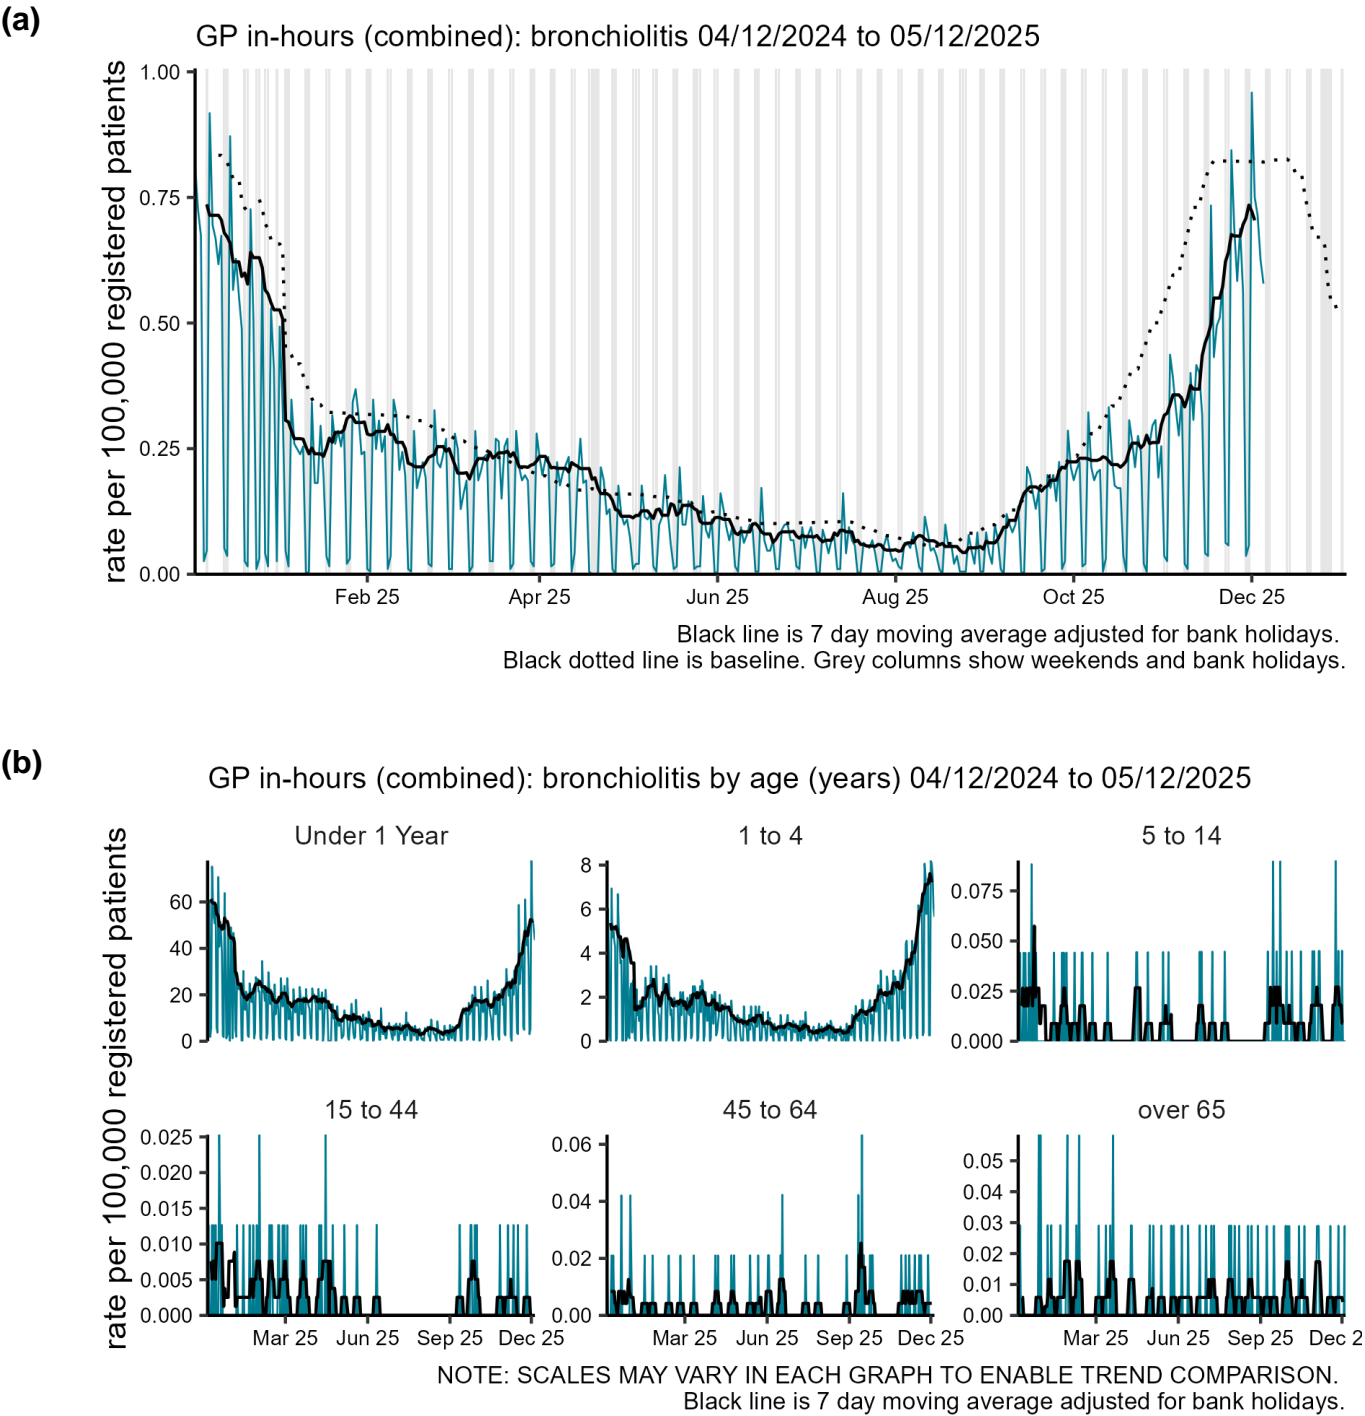 (a)
GP in-hours (combined): bronchiolitis 04/12/2024 to 05/12/2025
rate per 100,000 registered patients
1.00
0.75
0.50
0.25
0.00
Feb 25
Apr 25
Jun 25
Aug 25
Oct 25
Dec 25
Black line is 7 day moving average adjusted for bank holidays.
Black dotted line is baseline. Grey columns show weekends and bank holidays.
(b)
GP in-hours (combined): bronchiolitis by age (years) 04/12/2024 to 05/12/2025
rate per 100,000 registered patients
Under 1 Year
60
40
20
0
1 to 4
8
6
4
2
0
5 to 14
0.075
0.050
0.025
0.000
15 to 44
0.025
0.020
0.015
0.010
0.005
0.000
Mar 25
Jun 25
Sep 25
Dec 25
45 to 64
0.06
0.04
0.02
0.00
Mar 25
Jun 25
Sep 25
Dec 25
over 65
0.05
0.04
0.03
0.02
0.01
0.00
Mar 25
Jun 25
Sep 25
Dec 2
NOTE: SCALES MAY VARY IN EACH GRAPH TO ENABLE TREND COMPARISON.
Black line is 7 day moving average adjusted for bank holidays.